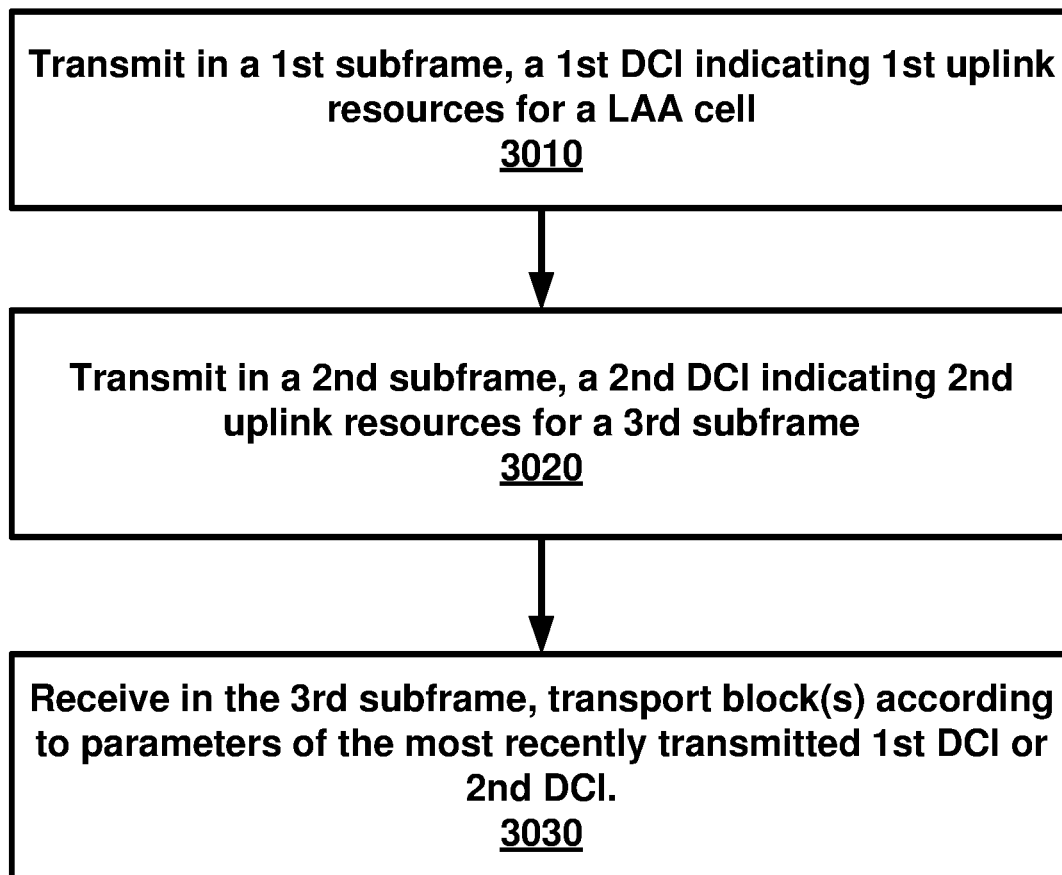 Transmit in a 1st subframe, a 1st DCI indicating 1st uplink
resources for a LAA cell
3010
Transmit in a 2nd subframe, a 2nd DCI indicating 2nd
uplink resources for a 3rd subframe
3020
Receive in the 3rd subframe, transport block(s) according
to parameters of the most recently transmitted 1st DCI or
2nd DCI.
3030